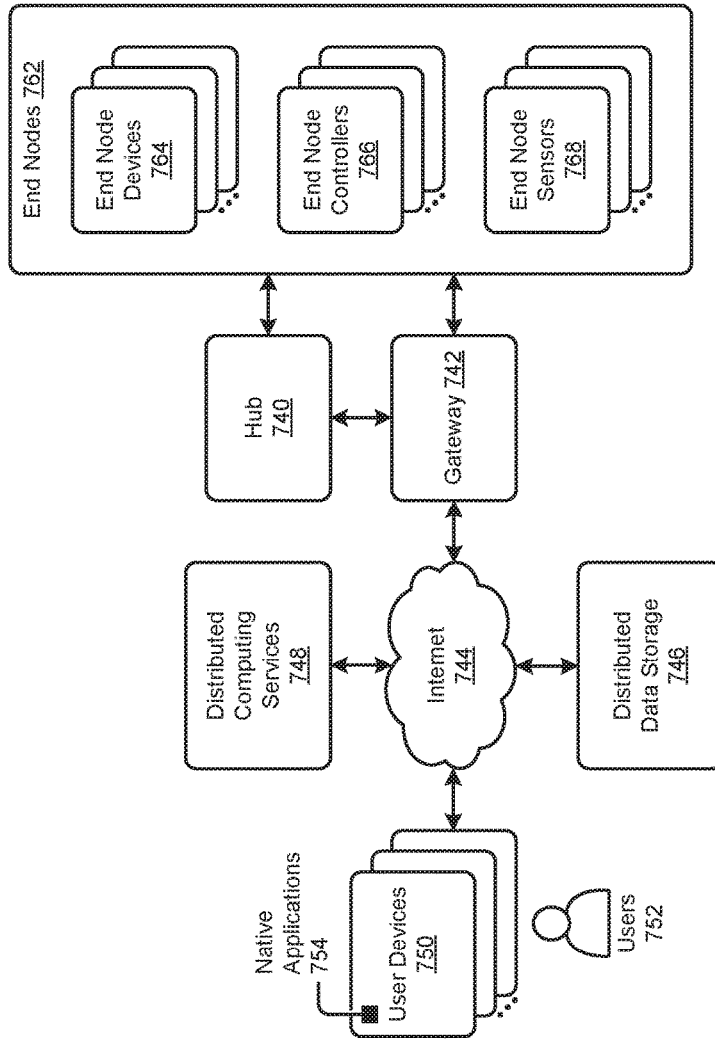 Native
Applications
754
User Devices
750
Users
752
Distributed
Computing
Services
748
Internet
744
Distributed
Data Storage
746
Hub
740
Gateway 742
End Nodes 762
End Node
Devices
764
End Node
Controllers
766
End Node
Sensors
768